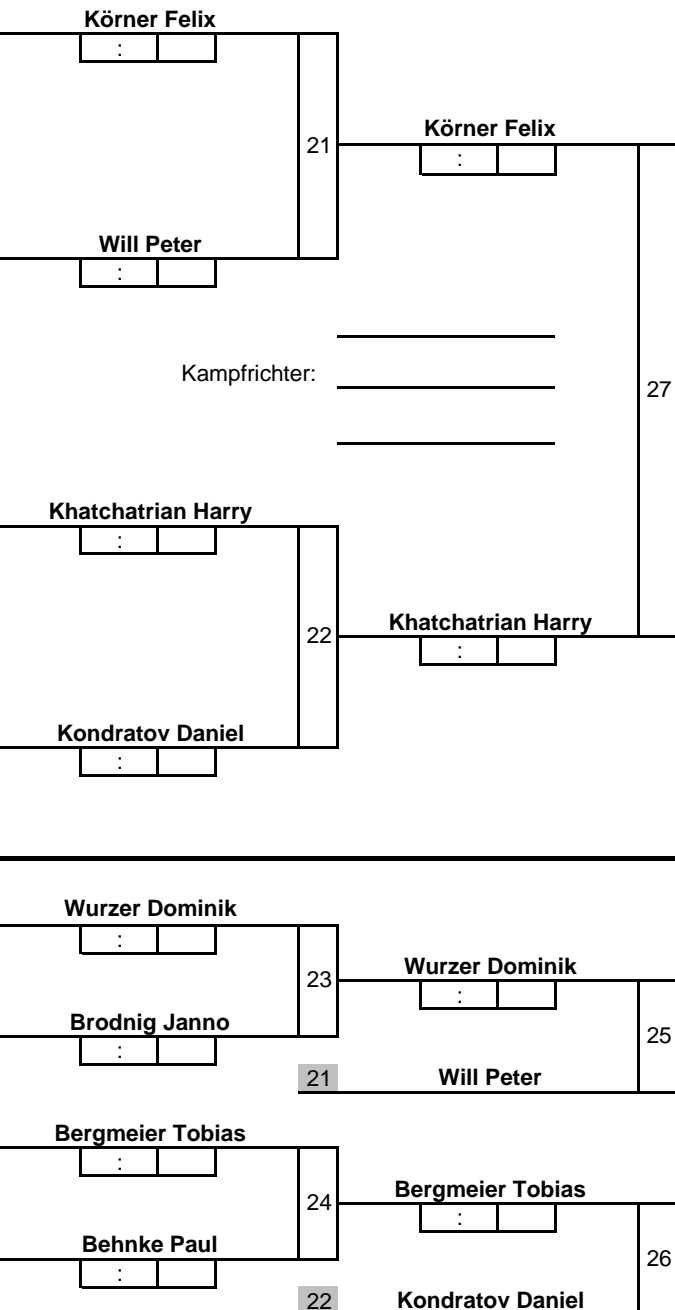 Körner Felix
:
21
Körner Felix
:
Will Peter
:
Kampfrichter:
27
Khatchatrian Harry
:
22
Khatchatrian Harry
:
Kondratov Daniel
:
Wurzer Dominik
:
23
Wurzer Dominik
:
Brodnig Janno
:
25
21 Will Peter
Bergmeier Tobias
:
24
Bergmeier Tobias
:
Behnke Paul
:
26
22 Kondratov Daniel